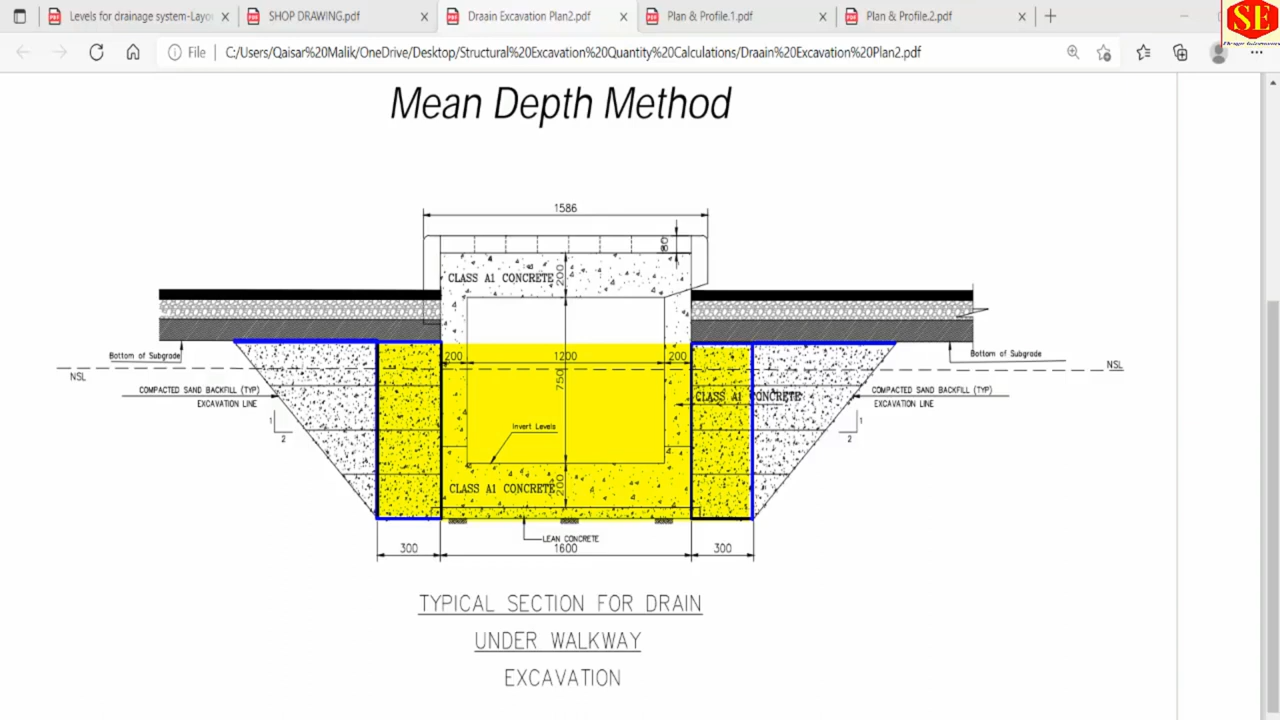 Levels for drainage system-Layo
SHOP DRAWING.pdf
Draain Excavation Plan2.pdf
Plan & Profile.1.pdf
Plan & Profile.2.pdf
SE
File
C:/Users/Qaisar%20Malik/OneDrive/Desktop/Structural%20Excavation%20Quantity%20Calculations/Draain%20Excavation%20Plan2.pdf
Mean Depth Method
1586
80
CLASS A1 CONCRETE
200
Bottom of Subgrade
200
1200
200
Bottom of Subgrade
NSL
NSL
750
COMPACTED SAND BACKFILL (TYP)
CLASS A1 CONCRETE
COMPACTED SAND BACKFILL (TYP)
EXCAVATION LINE
EXCAVATION LINE
1
2
Invert Levels
1
2
CLASS A1 CONCRETE
200
LEAN CONCRETE
300
1600
300
TYPICAL SECTION FOR DRAIN
UNDER WALKWAY
EXCAVATION